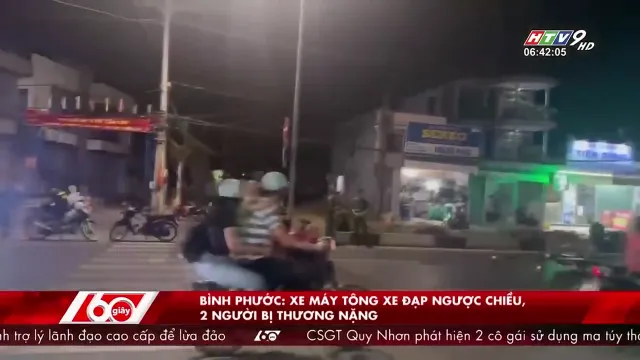 HTV9 HD
06:42:05
SENKO
BÌNH PHƯỚC: XE MÁY TÔNG XE ĐẠP NGƯỢC CHIỀU,
2 NGƯỜI BỊ THƯƠNG NẶNG
60 giây
h trợ lý lãnh đạo cao cấp để lừa đảo 60 CSGT Quy Nhơn phát hiện 2 cô gái sử dụng ma túy th